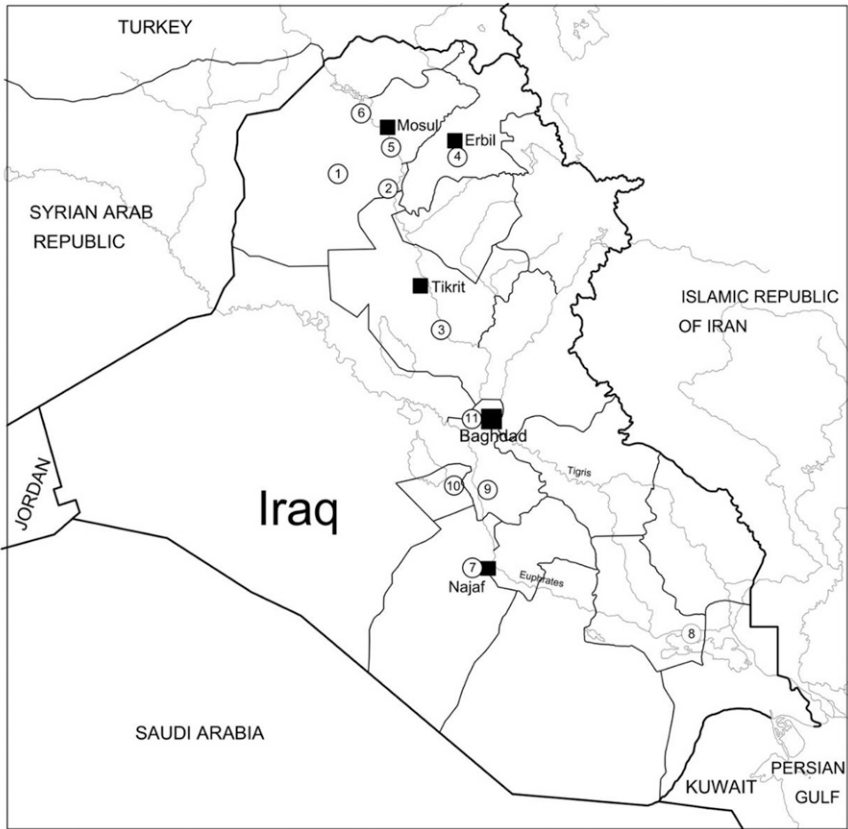 TURKEY
6
Mosul
5
Erbil
4
1
2
SYRIAN ARAB
REPUBLIC
Tikrit
3
ISLAMIC REPUBLIC
OF IRAN
11
Baghdad
Tigris
10
9
JORDAN
Iraq
7
Najaf
Euphrates
8
SAUDI ARABIA
KUWAIT
PERSIAN
GULF